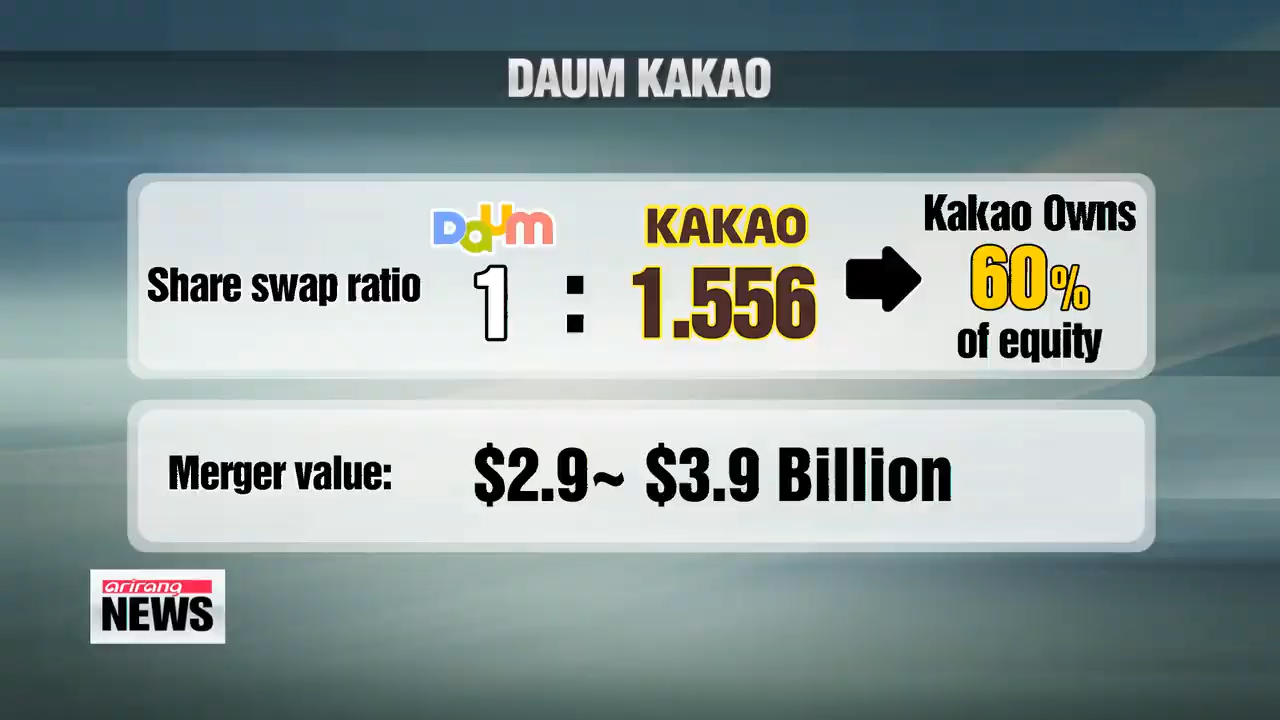 DAUM KAKAO
Daum KAKAO Kakao Owns
Share swap ratio 1 : 1.556 60%
of equity
Merger value: $2.9~ $3.9 Billion
arirang
NEWS